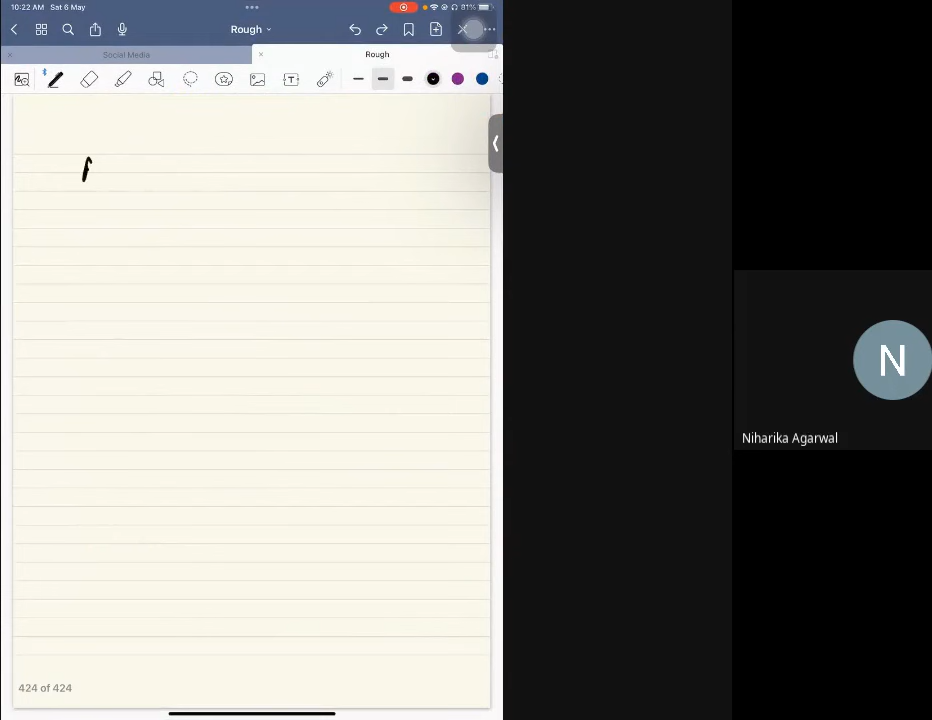 10:22 AM Sat 6 May
81%
Rough
Social Media
Rough
T
N
Niharika Agarwal
424 of 424